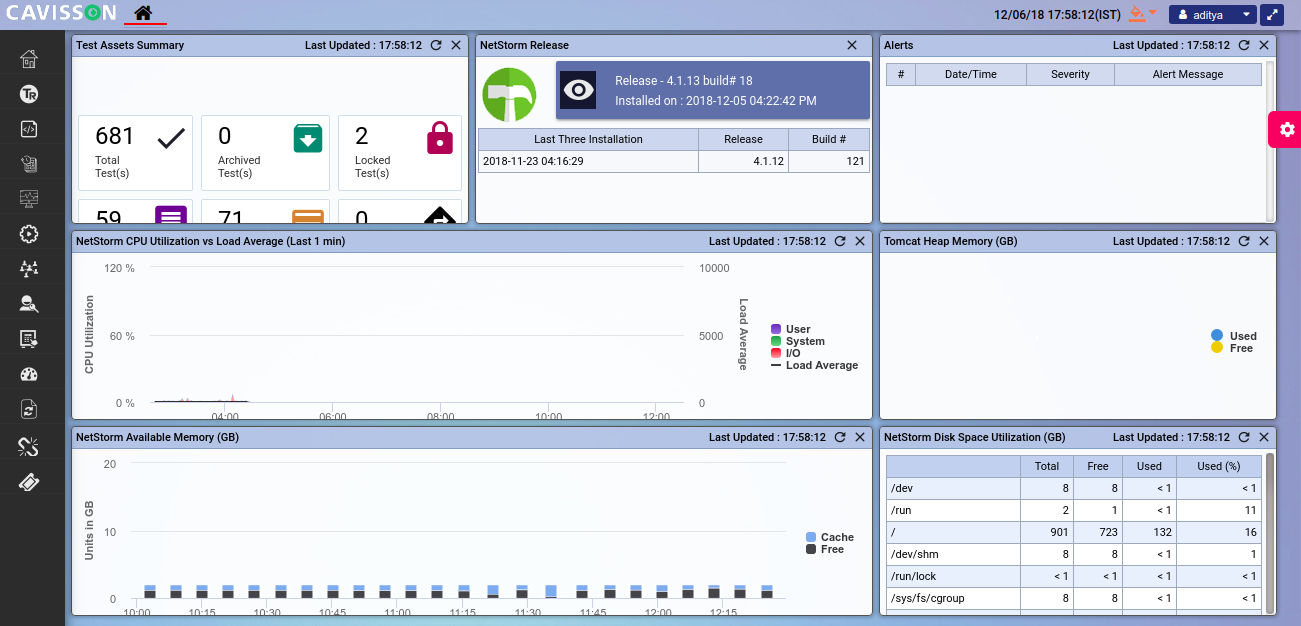 CAVISSON
12/06/18 17:58:12(IST)
aditya
Test Assets Summary
Last Updated : 17:58:12
681
Total
Test(s)
0
Archived
Test(s)
2
Locked
Test(s)
59
71
0
NetStorm Release
Release - 4.1.13 build# 18
Installed on : 2018-12-05 04:22:42 PM
Last Three Installation Release Build #
2018-11-23 04:16:29 4.1.12 121
Alerts
Last Updated : 17:58:12
# Date/Time Severity Alert Message
TR
NetStorm CPU Utilization vs Load Average (Last 1 min)
Last Updated : 17:58:12
CPU Utilization
120 %
60 %
0 %
04:00 06:00 08:00 10:00 12:00
10000
5000
0
Load Average
User
System
I/O
Load Average
Tomcat Heap Memory (GB)
Last Updated : 17:58:12
Used
Free
NetStorm Available Memory (GB)
Last Updated : 17:58:12
Units in GB
20
10
0
10:00 10:15 10:30 10:45 11:00 11:15 11:30 11:45 12:00 12:15
Cache
Free
NetStorm Disk Space Utilization (GB)
Last Updated : 17:58:12
Total Free Used Used (%)
/dev 8 8 < 1 < 1
/run 2 1 < 1 11
/ 901 723 132 16
/dev/shm 8 8 < 1 1
/run/lock < 1 < 1 < 1 < 1
/sys/fs/cgroup 8 8 < 1 < 1